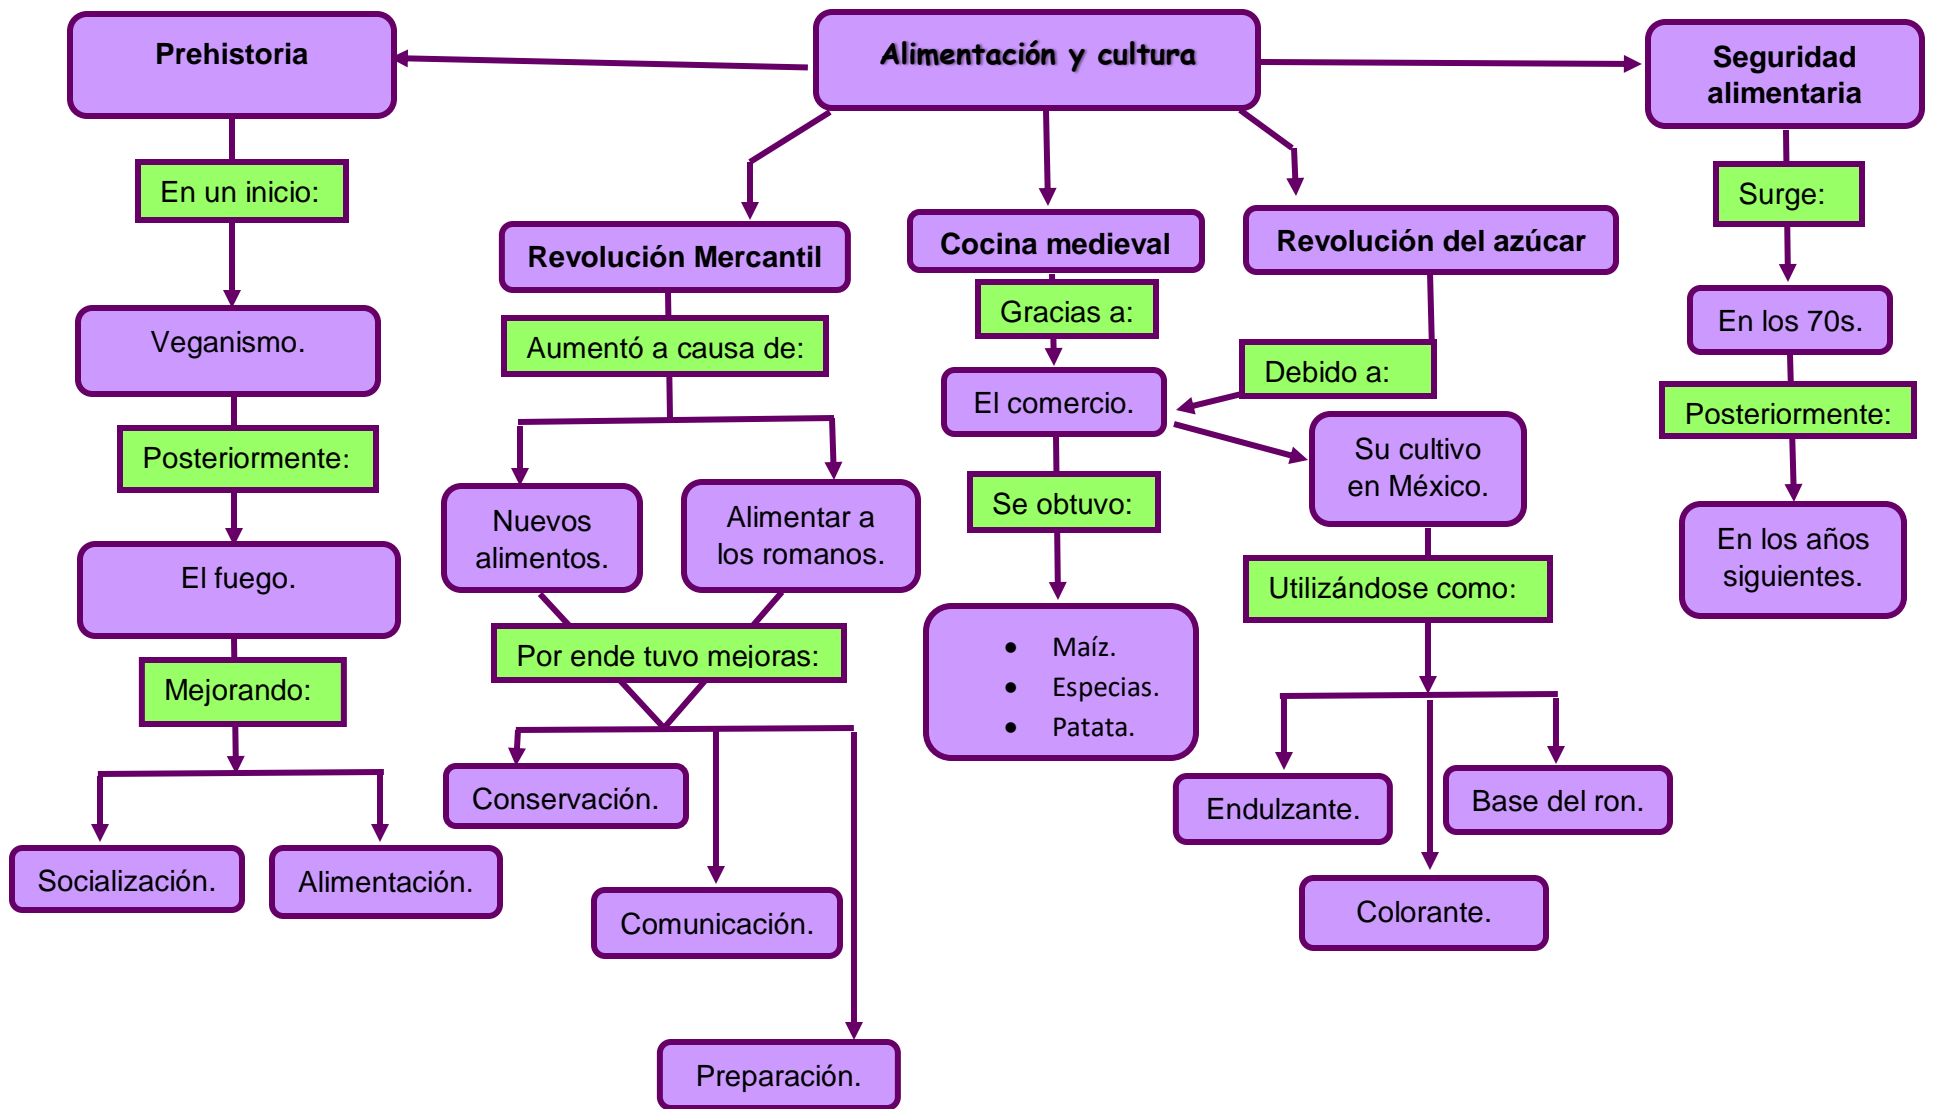 Alimentación y cultura
Prehistoria
En un inicio:
Veganismo.
Posteriormente:
El fuego.
Mejorando:
Socialización.
Alimentación.
Revolución Mercantil
Aumentó a causa de:
Nuevos
alimentos.
Alimentar a
los romanos.
Por ende tuvo mejoras:
Conservación.
Comunicación.
Preparación.
Cocina medieval
Gracias a:
El comercio.
Se obtuvo:
• Maíz.
• Especias.
• Patata.
Revolución del azúcar
Debido a:
Su cultivo
en México.
Utilizándose como:
Endulzante.
Colorante.
Base del ron.
Seguridad
alimentaria
Surge:
En los 70s.
Posteriormente:
En los años
siguientes.